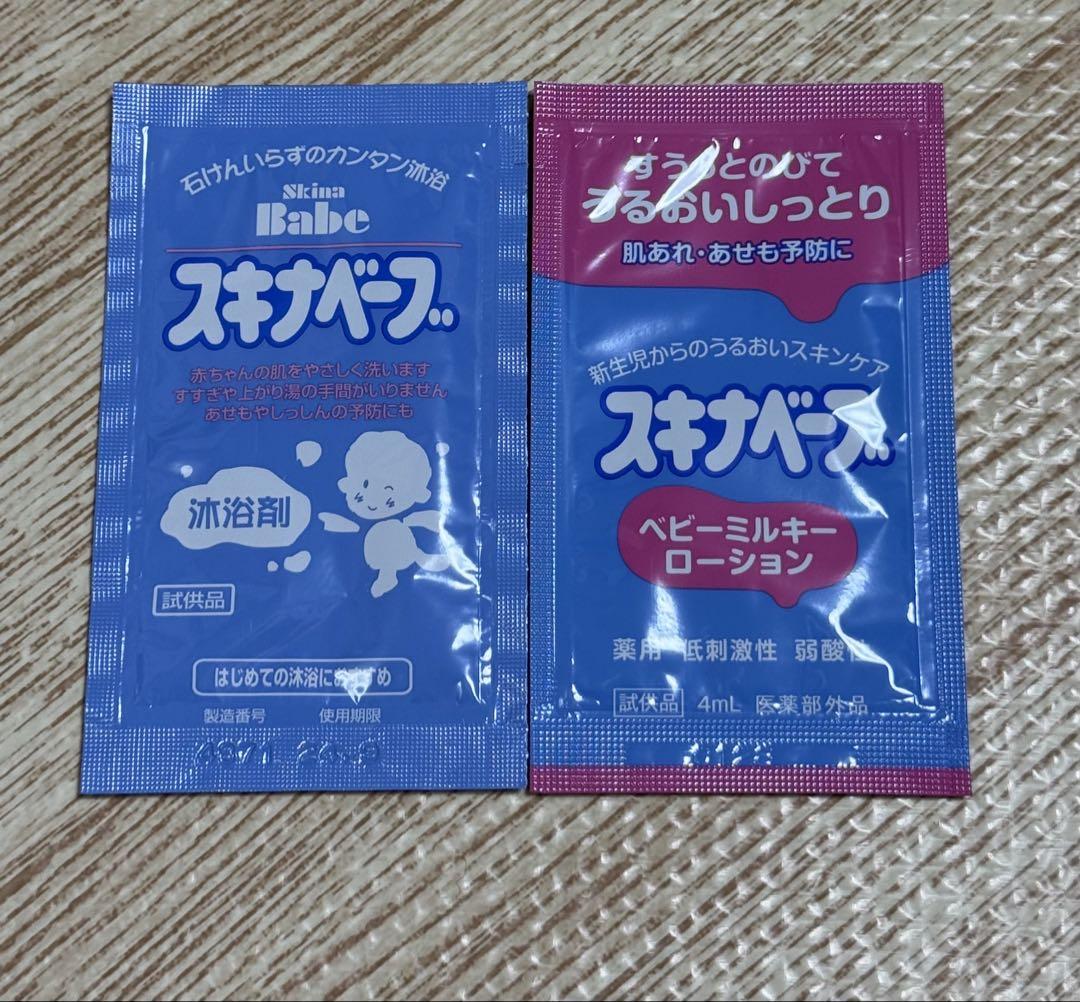 石けんいらずのカンタン沐浴
Skina
Babe
スキナベーブ
赤ちゃんの肌をやさしく洗います
すすぎや上がり湯の手間がいりません
あせもやしっしんの予防にも
沐浴剤
試供品
はじめての沐浴におすすめ
製造番号 使用期限
すうっとのびて
うるおいしっとり
肌あれ・あせも予防に
新生児からのうるおいスキンケア
スキナベーブ
ベビーミルキー
ローション
薬用 低刺激性 弱酸性
試供品 4mL 医薬部外品